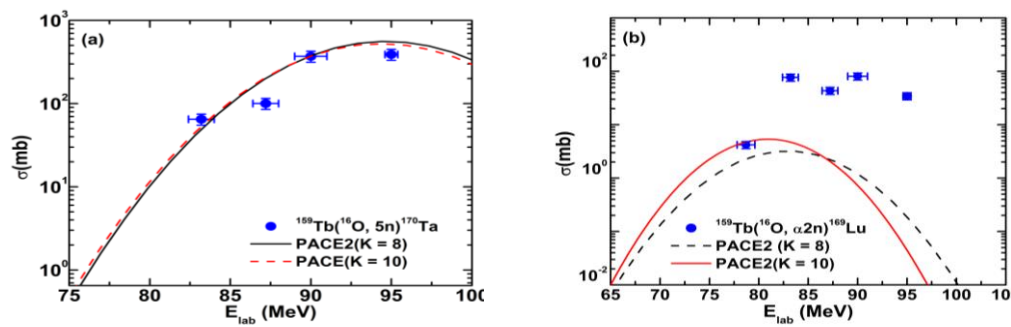 (a)
10³
10²
10¹
10⁰
σ(mb)
¹⁵⁹Tb(¹⁶O, 5n)¹⁷⁰Ta
PACE2(K = 8)
PACE(K = 10)
75 80 85 90 95 100
E_lab (MeV)
(b)
10²
10⁰
10⁻²
σ(mb)
¹⁵⁹Tb(¹⁶O, α2n)¹⁶⁹Lu
PACE2 (K = 8)
PACE2(K = 10)
65 70 75 80 85 90 95 100 10
E_lab (MeV)